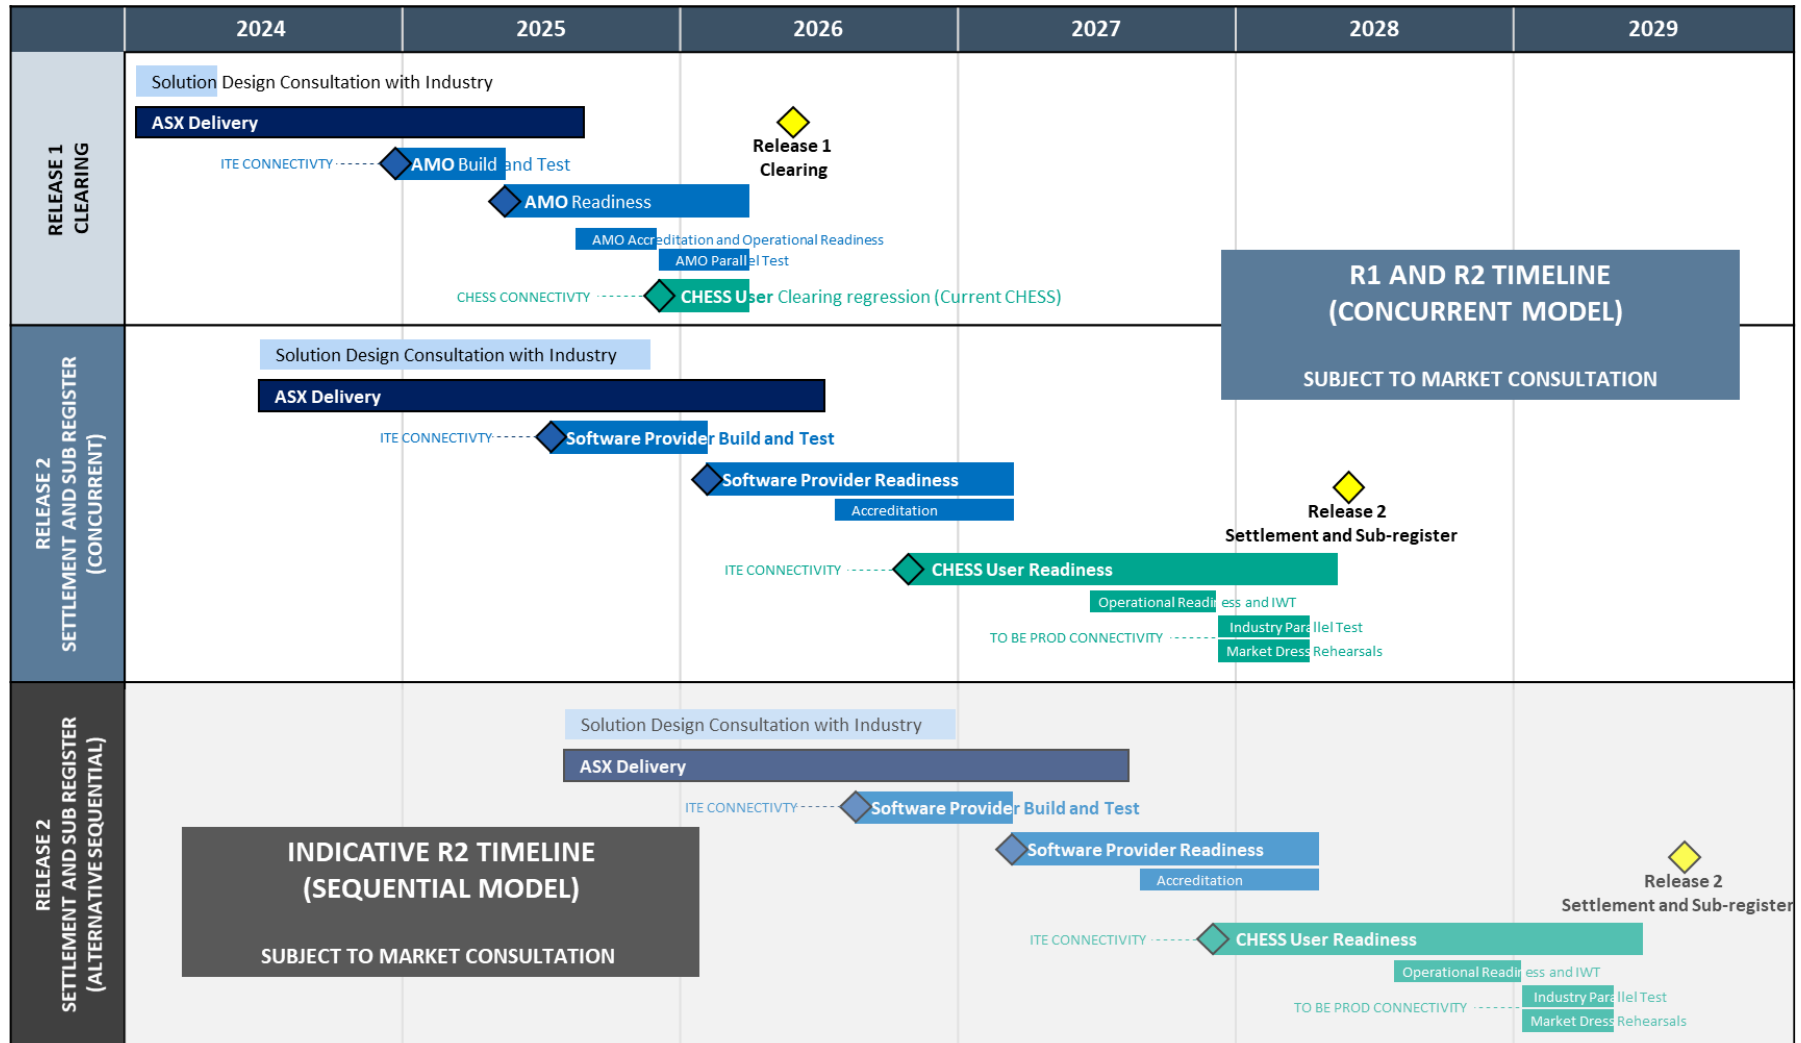 2024 2025 2026 2027 2028 2029
RELEASE 1
CLEARING
Solution Design Consultation with Industry
ASX Delivery
Release 1
Clearing
ITE CONNECTIVTY
AMO Build and Test
AMO Readiness
AMO Accreditation and Operational Readiness
AMO Parallel Test
CHESS CONNECTIVTY
CHESS User Clearing regression (Current CHESS)
R1 AND R2 TIMELINE
(CONCURRENT MODEL)
SUBJECT TO MARKET CONSULTATION
RELEASE 2
SETTLEMENT AND SUB REGISTER
(CONCURRENT)
Solution Design Consultation with Industry
ASX Delivery
ITE CONNECTIVTY
Software Provider Build and Test
Software Provider Readiness
Accreditation
Release 2
Settlement and Sub-register
ITE CONNECTIVITY
CHESS User Readiness
Operational Readiness and IWT
TO BE PROD CONNECTIVITY
Industry Parallel Test
Market Dress Rehearsals
RELEASE 2
SETTLEMENT AND SUB REGISTER
(ALTERNATIVE SEQUENTIAL)
Solution Design Consultation with Industry
ASX Delivery
ITE CONNECTIVTY
Software Provider Build and Test
INDICATIVE R2 TIMELINE
(SEQUENTIAL MODEL)
SUBJECT TO MARKET CONSULTATION
Software Provider Readiness
Accreditation
Release 2
Settlement and Sub-register
ITE CONNECTIVITY
CHESS User Readiness
Operational Readiness and IWT
TO BE PROD CONNECTIVITY
Industry Parallel Test
Market Dress Rehearsals